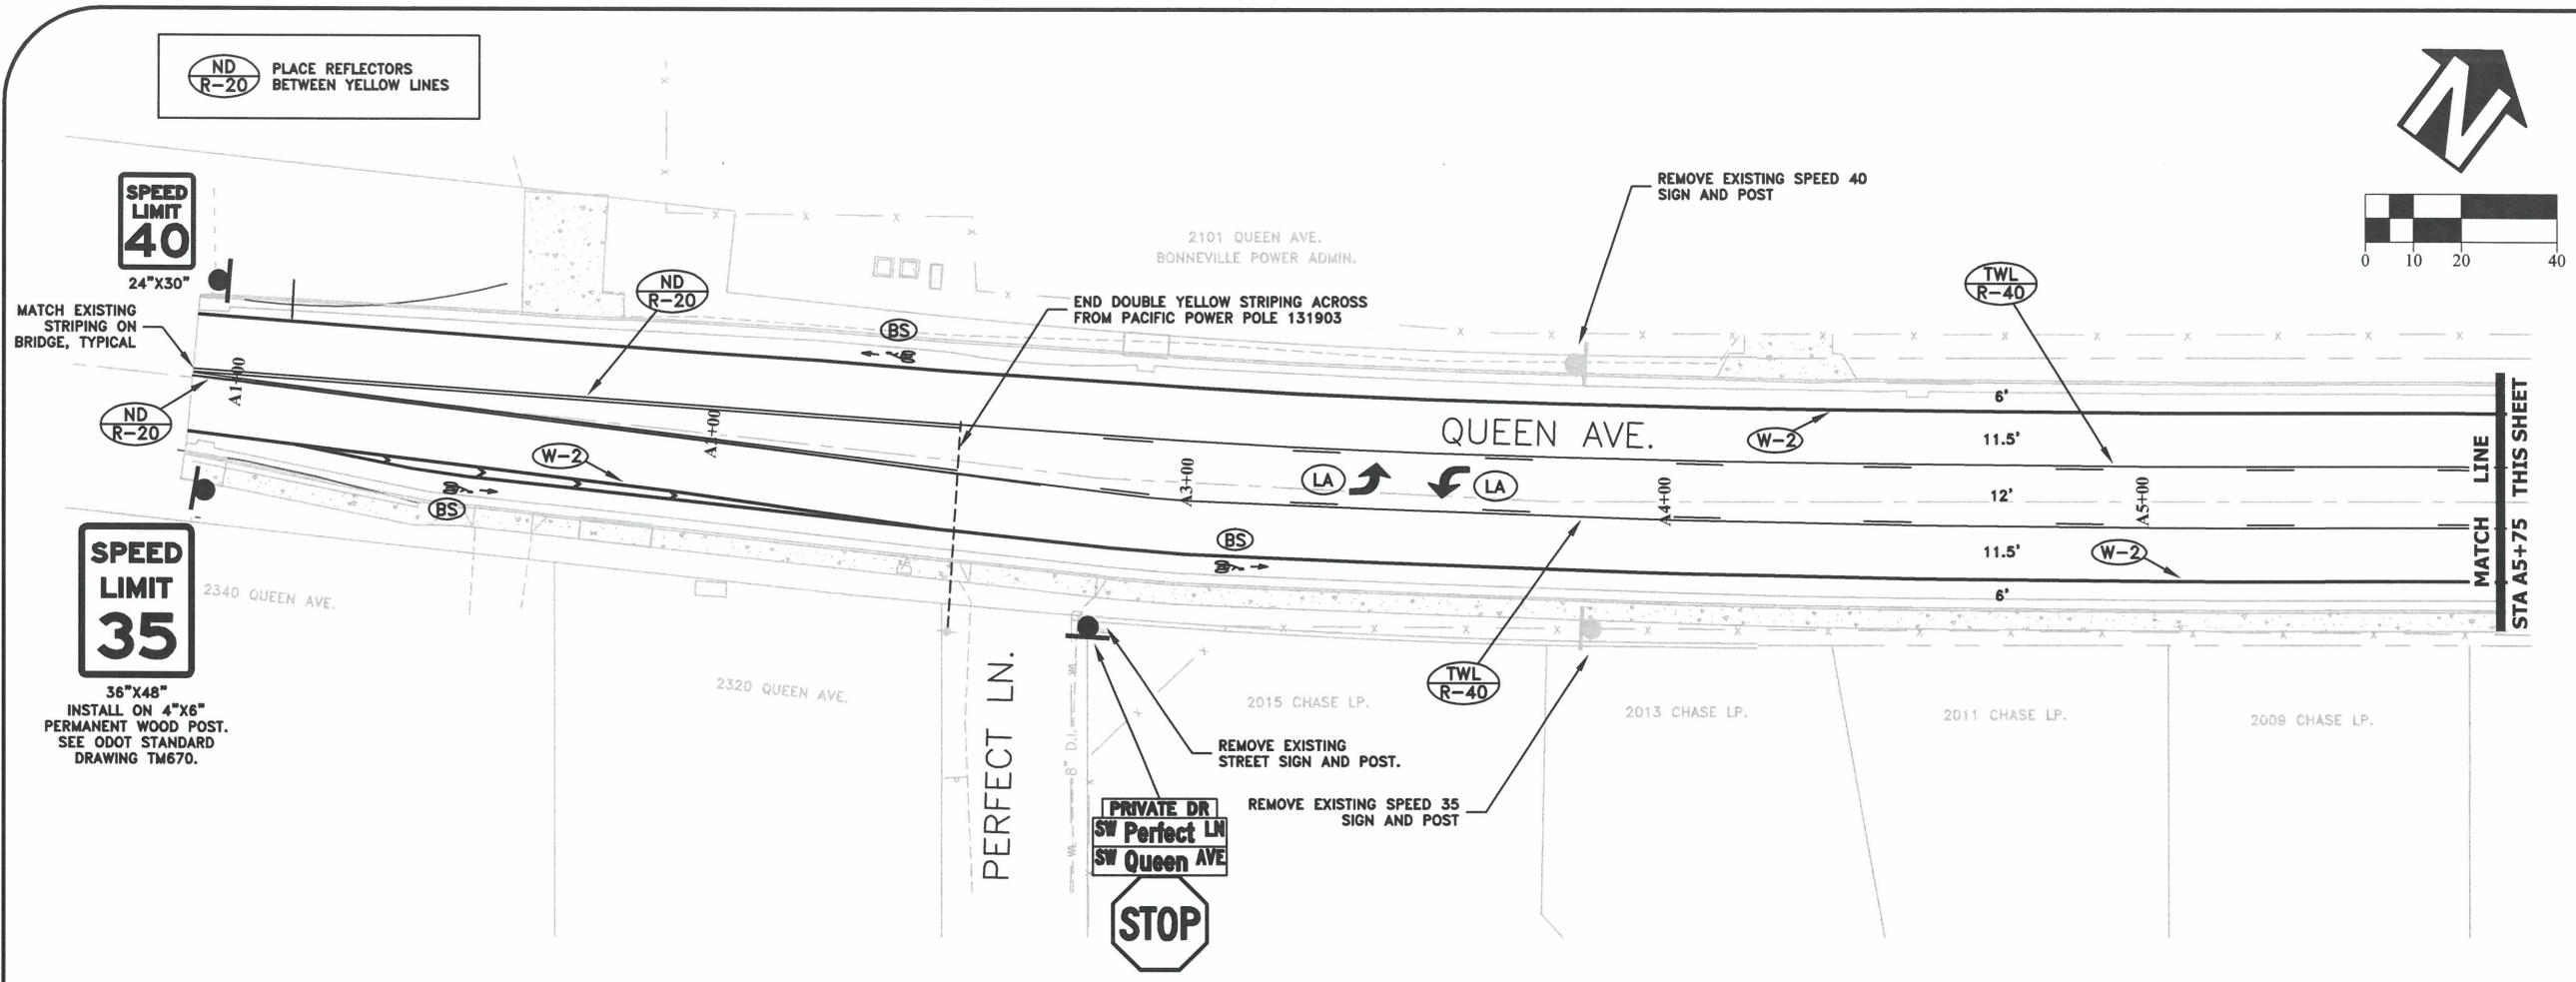 ND
R-20
PLACE REFLECTORS
BETWEEN YELLOW LINES
N
SPEED
LIMIT
40
24"X30"
MATCH EXISTING
STRIPING ON
BRIDGE, TYPICAL
REMOVE EXISTING SPEED 40
SIGN AND POST
0 10 20 40
2101 QUEEN AVE.
BONNEVILLE POWER ADMIN.
ND
R-20
END DOUBLE YELLOW STRIPING ACROSS
FROM PACIFIC POWER POLE 131903
TWL
R-40
BS
A1+00
ND
R-20
QUEEN AVE.
W-2
6'
11.5'
12'
11.5'
6'
W-2
BS
LA
LA
A3+00
A4+00
A5+00
BS
W-2
MATCH LINE
STA A5+75 THIS SHEET
SPEED
LIMIT
35
36"X48"
INSTALL ON 4"X6"
PERMANENT WOOD POST.
SEE ODOT STANDARD
DRAWING TM670.
2340 QUEEN AVE.
2320 QUEEN AVE.
PERFECT LN.
8" D.I.
WL
WL
2015 CHASE LP.
TWL
R-40
2013 CHASE LP.
2011 CHASE LP.
2009 CHASE LP.
REMOVE EXISTING
STREET SIGN AND POST.
REMOVE EXISTING SPEED 35
SIGN AND POST
PRIVATE DR
SW Perfect LN
SW Queen AVE
STOP